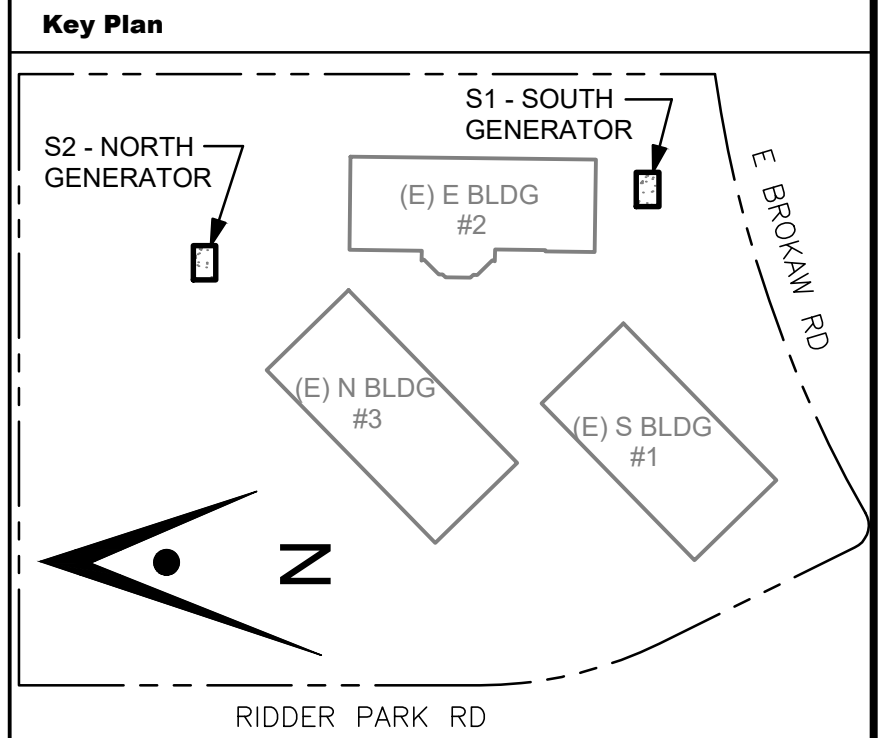 Key Plan
S1 - SOUTH
GENERATOR
S2 - NORTH
GENERATOR
(E) E BLDG
#2
E BROKAW RD
(E) N BLDG
#3
(E) S BLDG
#1
N
RIDDER PARK RD